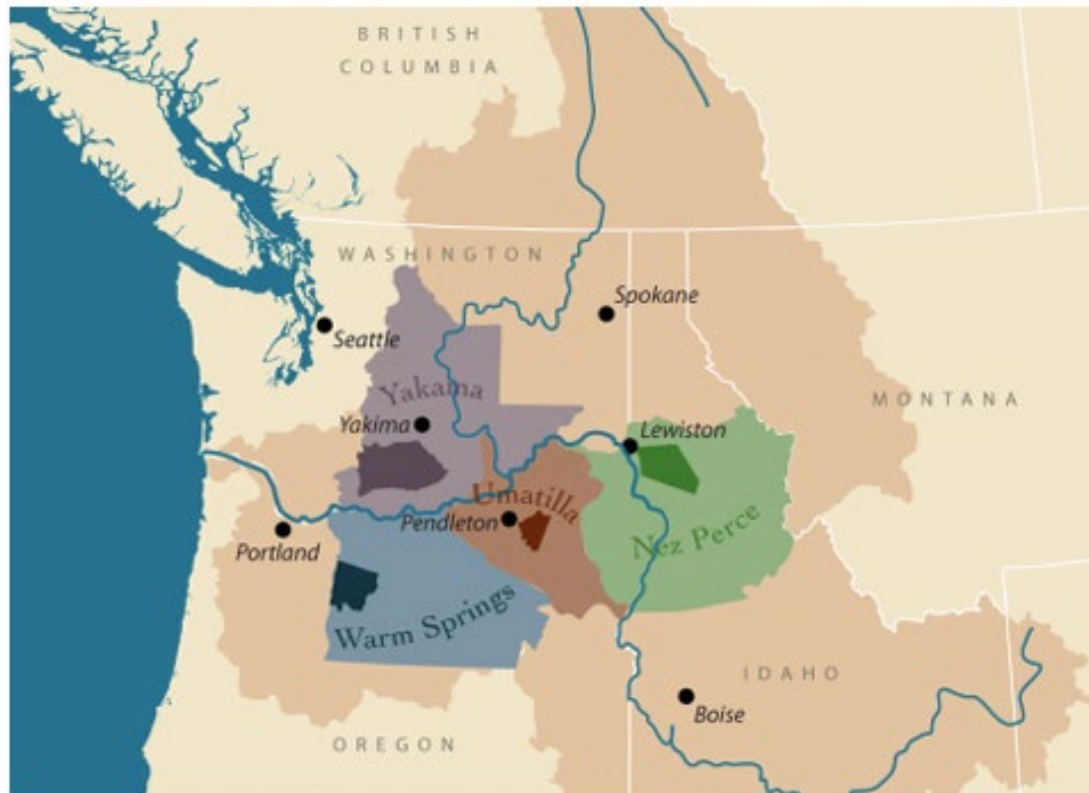 BRITISH
COLUMBIA
WASHINGTON
Spokane
Seattle
Yakama
MONTANA
Yakima
Lewiston
Umatilla
Pendleton
Nez Perce
Portland
Warm Springs
IDAHO
Boise
OREGON